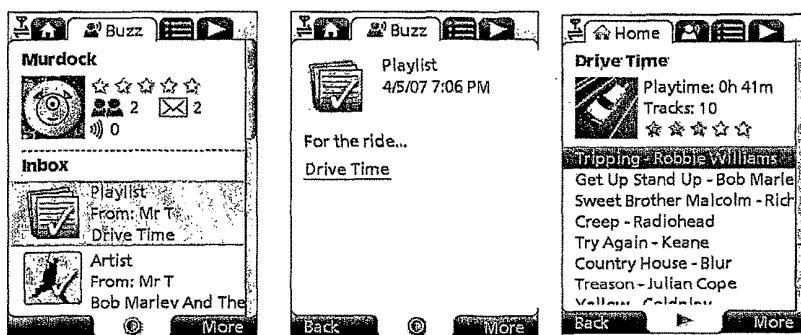 Buzz
Murdock
2 2
0
Inbox
Playlist
From: Mr T
Drive Time
Artist
From: Mr T
Bob Marley And The
More
Buzz
Playlist
4/5/07 7:06 PM
For the ride...
Drive Time
Back More
Home
Drive Time
Playtime: 0h 41m
Tracks: 10
Tripping - Robbie Williams
Get Up Stand Up - Bob Marle
Sweet Brother Malcolm - Rich
Creep - Radiohead
Try Again - Keane
Country House - Blur
Treason - Julian Cope
Yellow - Coldplay
Back More